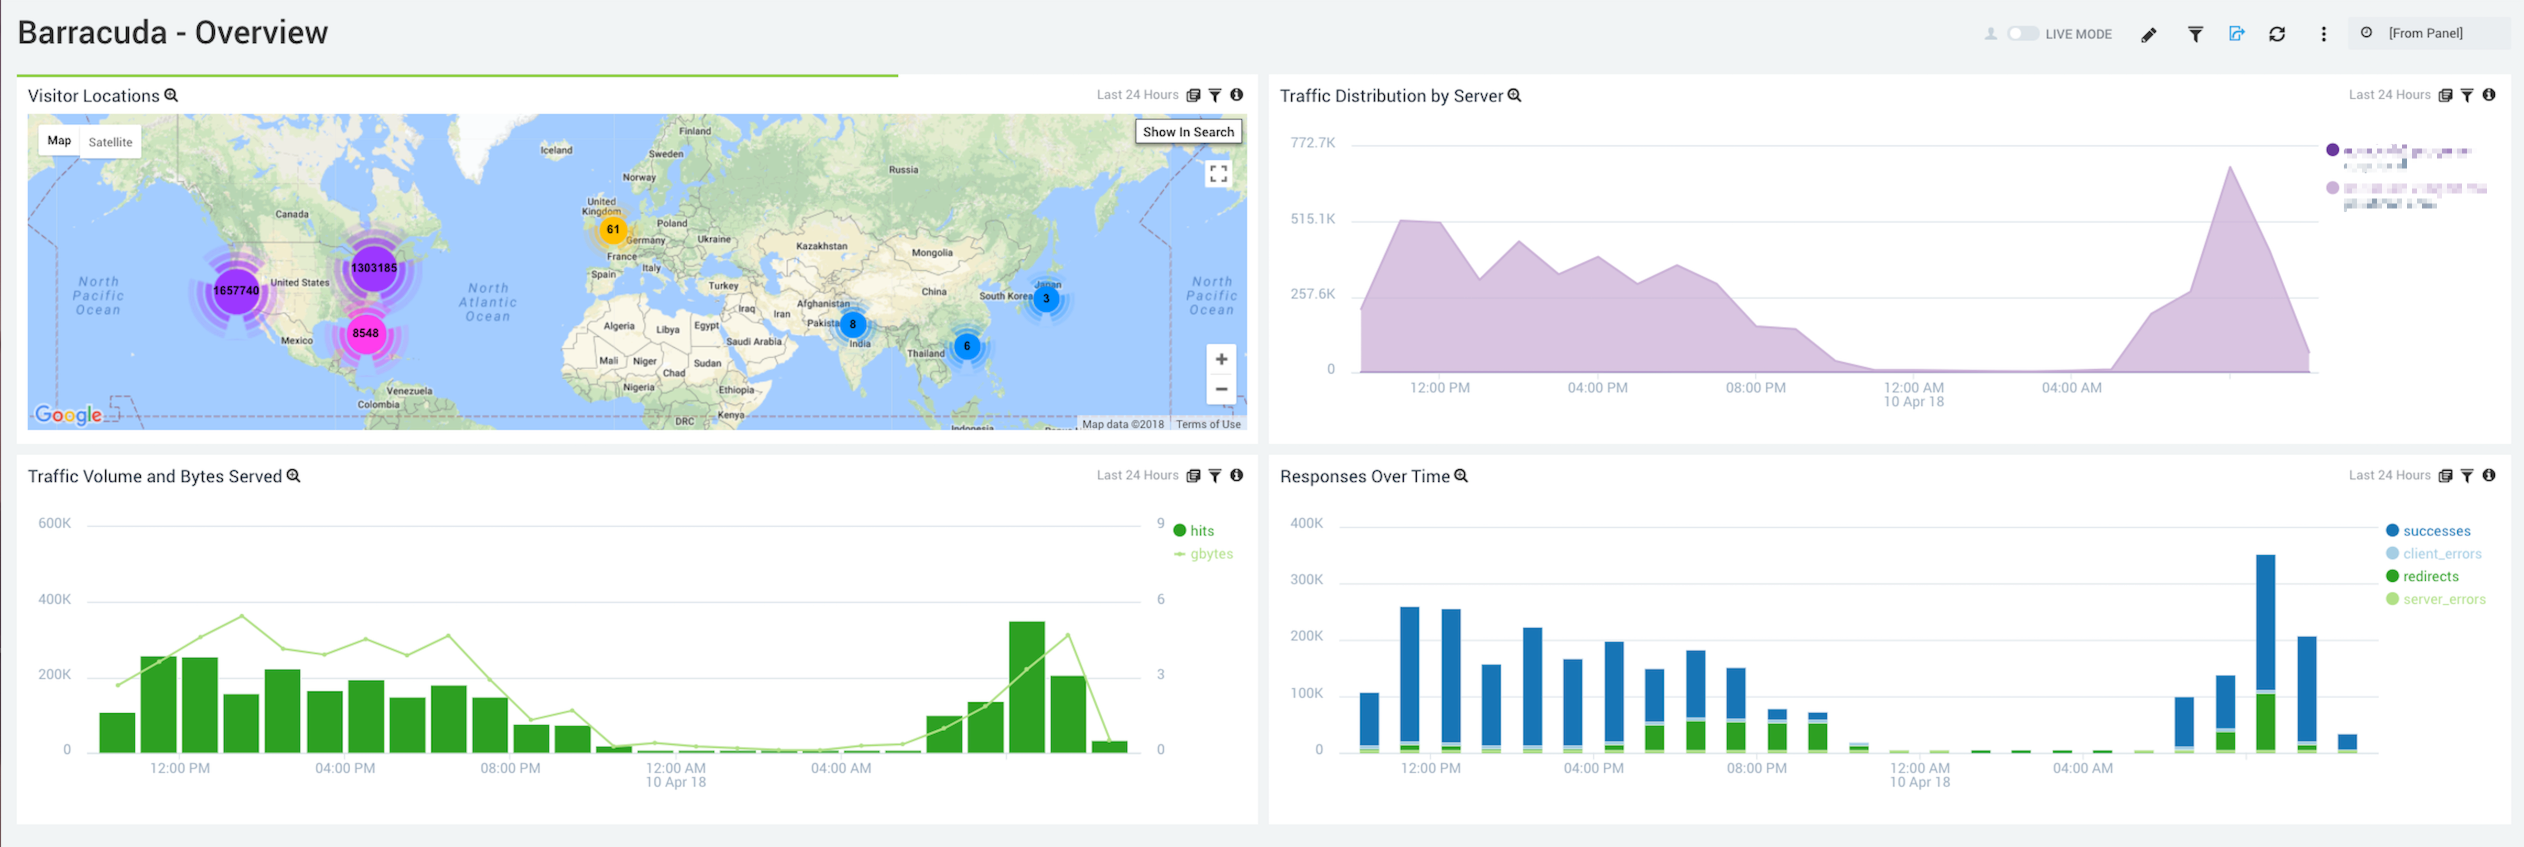 Barracuda - Overview
LIVE MODE
[From Panel]
Visitor Locations
Last 24 Hours
Map
Satellite
Show In Search
Finland
Iceland
Sweden
Russia
Norway
United
Kingdom
Canada
61
Poland
Germany
Ukraine
Kazakhstan
Mongolia
France
1303185
Spain
Italy
United States
1657740
North
Pacific
Ocean
North
Atlantic
Ocean
Turkey
China
Japan
South Korea
3
North
Pacific
Ocean
Iraq
Iran
Afghanistan
Pakista
8
Algeria
Libya
Egypt
8548
Mexico
Saudi Arabia
India
6
Thailand
Mali
Niger
Sudan
Chad
Nigeria
Ethiopia
Venezuela
Colombia
Kenya
DRC
Indonesia
Google
Map data ©2018
Terms of Use
Traffic Distribution by Server
Last 24 Hours
772.7K
515.1K
257.6K
0
12:00 PM
04:00 PM
08:00 PM
12:00 AM
10 Apr 18
04:00 AM
Traffic Volume and Bytes Served
Last 24 Hours
600K
400K
200K
0
9
6
3
0
hits
gbytes
12:00 PM
04:00 PM
08:00 PM
12:00 AM
10 Apr 18
04:00 AM
Responses Over Time
Last 24 Hours
400K
300K
200K
100K
0
successes
client_errors
redirects
server_errors
12:00 PM
04:00 PM
08:00 PM
12:00 AM
10 Apr 18
04:00 AM